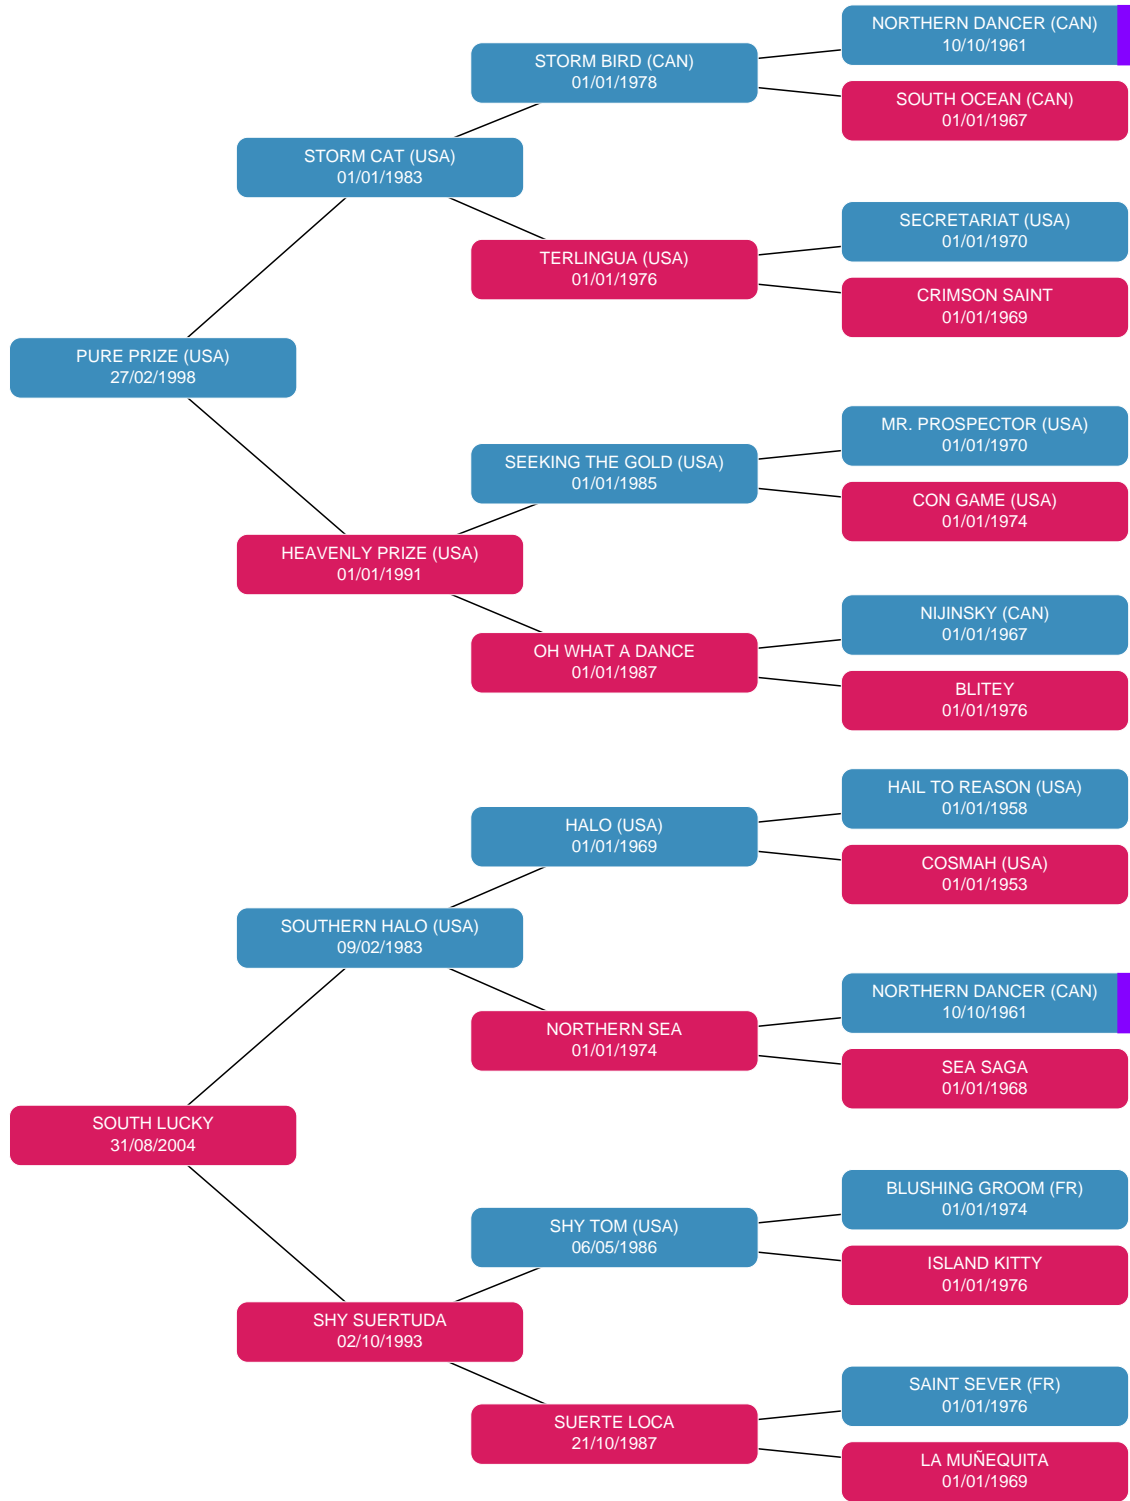 NORTHERN DANCER (CAN)
10/10/1961
STORM BIRD (CAN)
01/01/1978
SOUTH OCEAN (CAN)
01/01/1967
STORM CAT (USA)
01/01/1983
SECRETARIAT (USA)
01/01/1970
TERLINGUA (USA)
01/01/1976
CRIMSON SAINT
01/01/1969
PURE PRIZE (USA)
27/02/1998
MR. PROSPECTOR (USA)
01/01/1970
SEEKING THE GOLD (USA)
01/01/1985
CON GAME (USA)
01/01/1974
HEAVENLY PRIZE (USA)
01/01/1991
NIJINSKY (CAN)
01/01/1967
OH WHAT A DANCE
01/01/1987
BLITEY
01/01/1976
HAIL TO REASON (USA)
01/01/1958
HALO (USA)
01/01/1969
COSMAH (USA)
01/01/1953
SOUTHERN HALO (USA)
09/02/1983
NORTHERN DANCER (CAN)
10/10/1961
NORTHERN SEA
01/01/1974
SEA SAGA
01/01/1968
SOUTH LUCKY
31/08/2004
BLUSHING GROOM (FR)
01/01/1974
SHY TOM (USA)
06/05/1986
ISLAND KITTY
01/01/1976
SHY SUERTUDA
02/10/1993
SAINT SEVER (FR)
01/01/1976
SUERTE LOCA
21/10/1987
LA MUÑEQUITA
01/01/1969